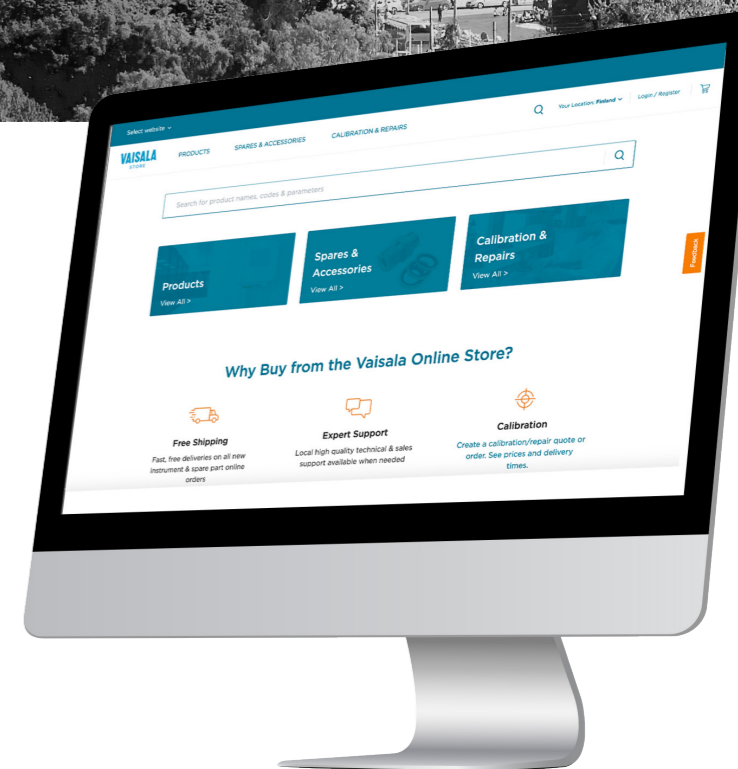 Select website
VAISALA
STORE
PRODUCTS
SPARES & ACCESSORIES
CALIBRATION & REPAIRS
Your Location: Finland
Login / Register
Search for product names, codes & parameters
Products
View All >
Spares &
Accessories
View All >
Calibration &
Repairs
View All >
Feedback
Why Buy from the Vaisala Online Store?
Free Shipping
Fast, free deliveries on all new
instrument & spare part online
orders
Expert Support
Local high quality technical & sales
support available when needed
Calibration
Create a calibration/repair quote or
order. See prices and delivery
times.